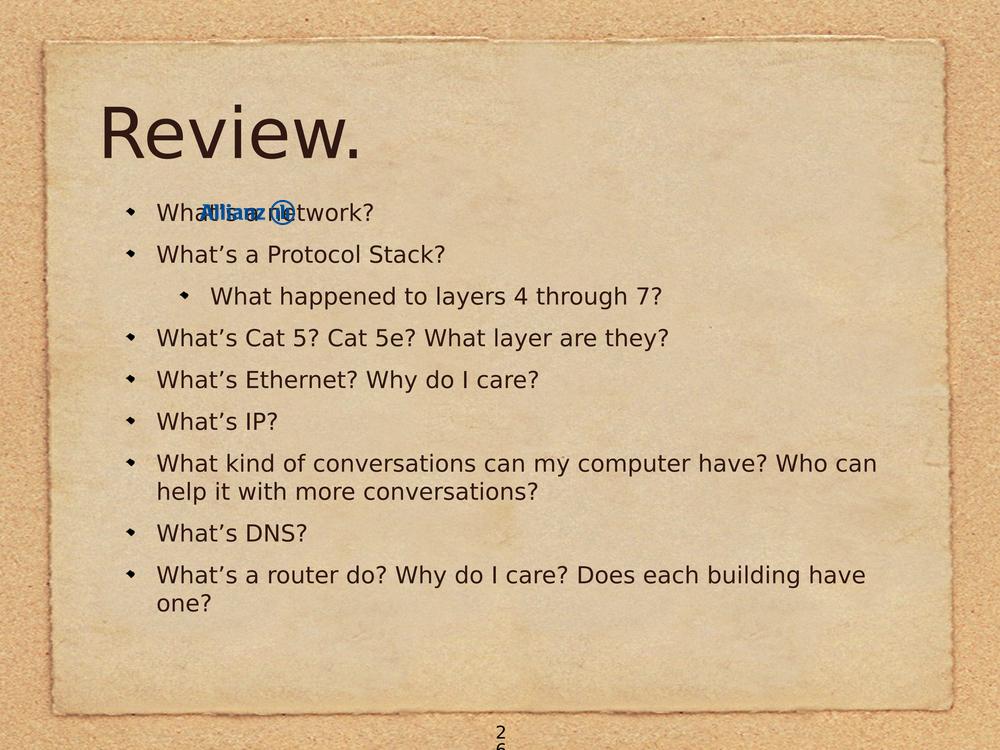 Review.
What’s a network?
Allianz
What’s a Protocol Stack?
What happened to layers 4 through 7?
What’s Cat 5? Cat 5e? What layer are they?
What’s Ethernet? Why do I care?
What’s IP?
What kind of conversations can my computer have? Who can
help it with more conversations?
What’s DNS?
What’s a router do? Why do I care? Does each building have
one?
2
6